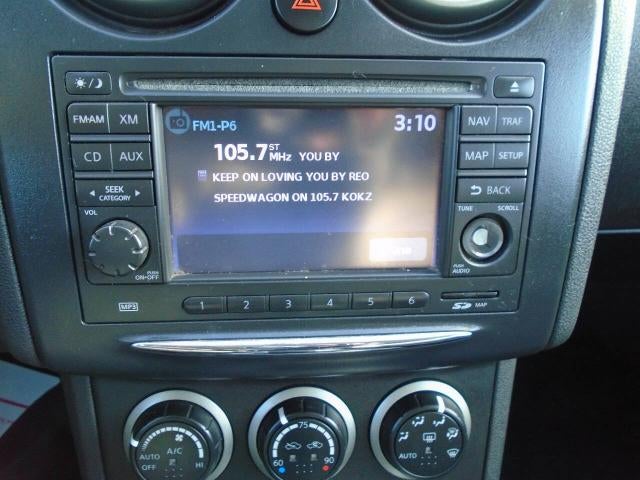 FM1-P6
3:10
105.7 ST MHz YOU BY
KEEP ON LOVING YOU BY REO
SPEEDWAGON ON 105.7 KOKZ
FM•AM XM
CD AUX
SEEK
CATEGORY
VOL
PUSH
ON•OFF
MP3
1 2 3 4 5 6
NAV TRAF
MAP SETUP
BACK
TUNE SCROLL
PUSH
AUDIO
SD MAP
AUTO A/C
OFF HI
75
60 90
AUTO